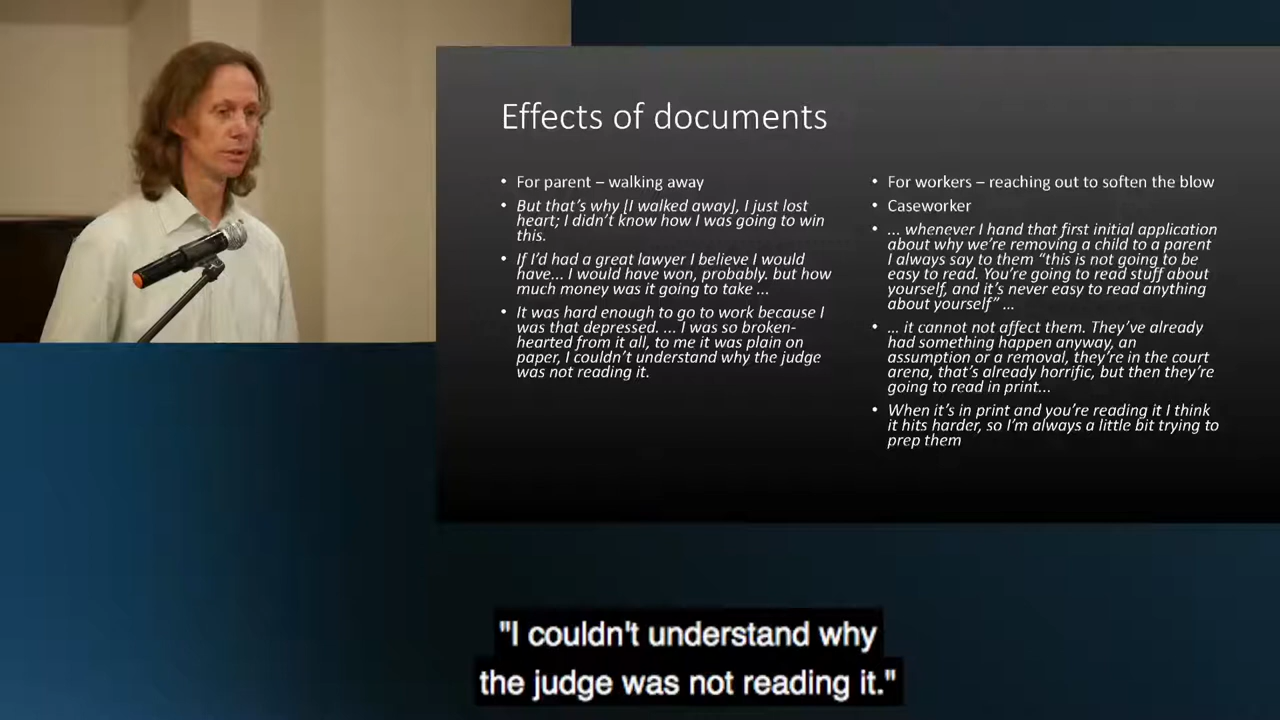 Effects of documents
• For parent – walking away
• But that's why [I walked away], I just lost
heart; I didn't know how I was going to win
this.
• If I'd had a great lawyer I believe I would
have... I would have won, probably. but how
much money was it going to take ...
• It was hard enough to go to work because I
was that depressed. ... I was so broken-
hearted from it all, to me it was plain on
paper, I couldn't understand why the judge
was not reading it.
• For workers – reaching out to soften the blow
• Caseworker
• ... whenever I hand that first initial application
about why we're removing a child to a parent
I always say to them "this is not going to be
easy to read. You're going to read stuff about
yourself, and it's never easy to read anything
about yourself" ...
• ... it cannot not affect them. They've already
had something happen anyway, an
assumption or a removal, they're in the court
arena, that's already horrific, but then they're
going to read in print...
• When it's in print and you're reading it I think
it hits harder, so I'm always a little bit trying to
prep them
"I couldn't understand why
the judge was not reading it."